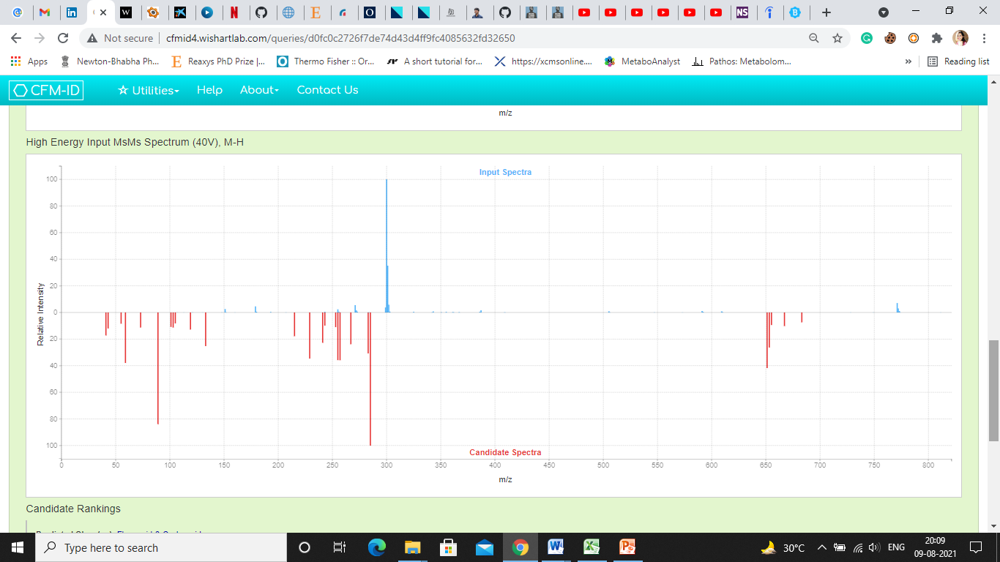 Not secure | cfmid4.wishartlab.com/queries/d0fc0c2726f7de74d43d4ff9fc4085632fd32650
Apps Newton-Bhabha Ph... Reaxys PhD Prize |... Thermo Fisher :: Or... A short tutorial for... https://xcmsonline.... MetaboAnalyst Pathos: Metabolom... » Reading list
CFM-ID Utilities Help About Contact Us
m/z
High Energy Input MsMs Spectrum (40V), M-H
Input Spectra
Relative Intensity
100
80
60
40
20
0
20
40
60
80
100
Candidate Spectra
0 50 100 150 200 250 300 350 400 450 500 550 600 650 700 750 800
m/z
Candidate Rankings
Type here to search
30°C ENG 20:09
09-08-2021